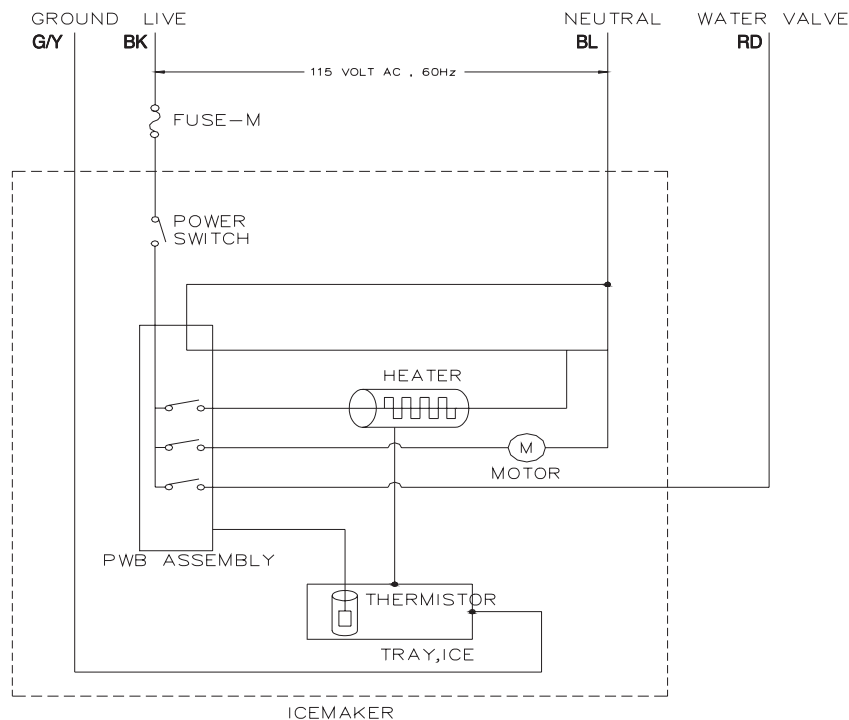 GROUND LIVE NEUTRAL WATER VALVE
G/Y BK BL RD
115 VOLT AC , 60Hz
FUSE-M
POWER
SWITCH
HEATER
M
MOTOR
PWB ASSEMBLY
THERMISTOR
TRAY,ICE
ICEMAKER